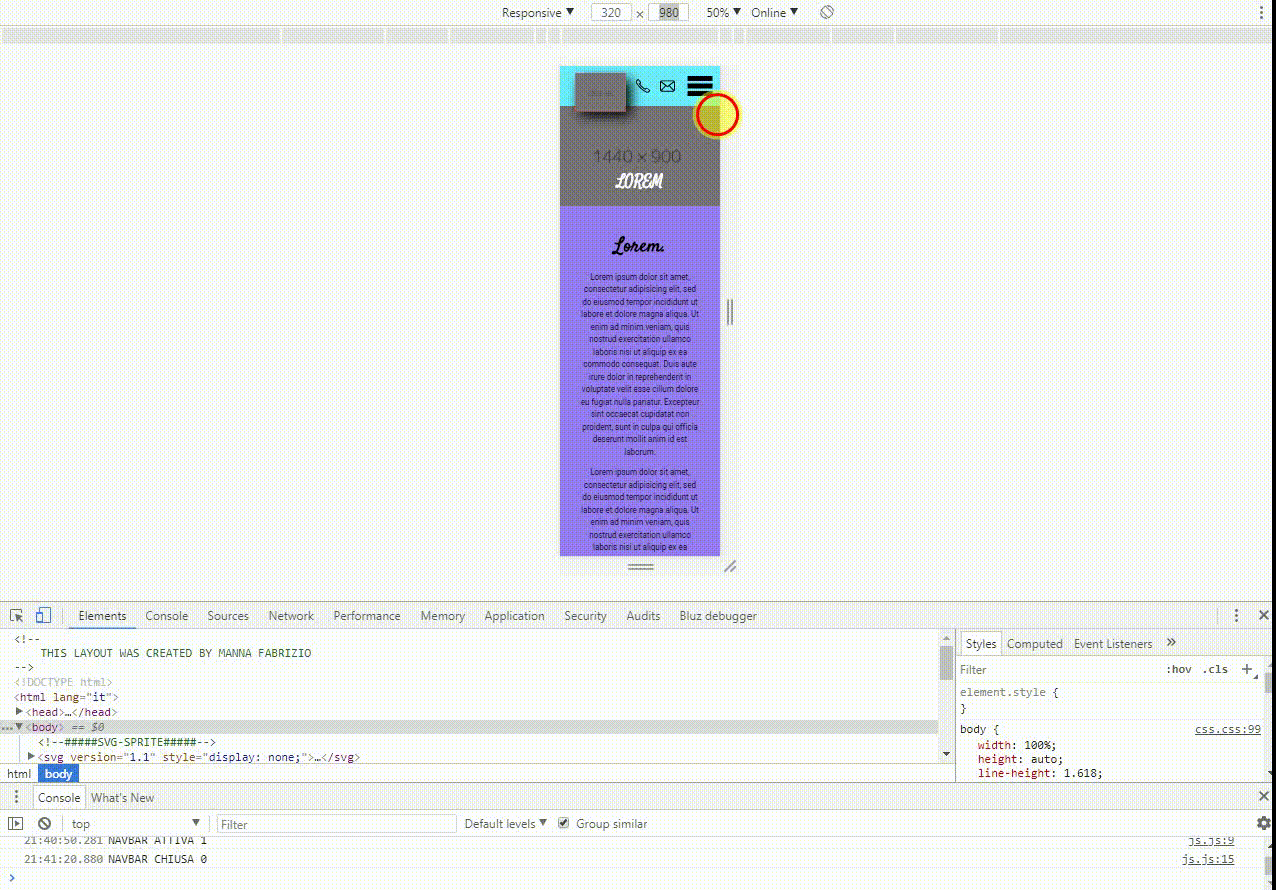 Responsive ▼ 320 × 980 50% ▼ Online ▼
1440 × 900
LOREM
Lorem.
Lorem ipsum dolor sit amet,
consectetur adipisicing elit, sed
do eiusmod tempor incididunt ut
labore et dolore magna aliqua. Ut
enim ad minim veniam, quis
nostrud exercitation ullamco
laboris nisi ut aliquip ex ea
commodo consequat. Duis aute
irure dolor in reprehenderit in
voluptate velit esse cillum dolore
eu fugiat nulla pariatur. Excepteur
sint occaecat cupidatat non
proident, sunt in culpa qui officia
deserunt mollit anim id est
laborum.
Lorem ipsum dolor sit amet,
consectetur adipisicing elit, sed
do eiusmod tempor incididunt ut
labore et dolore magna aliqua. Ut
enim ad minim veniam, quis
nostrud exercitation ullamco
laboris nisi ut aliquip ex ea
Elements Console Sources Network Performance Memory Application Security Audits Bluz debugger
<!--
THIS LAYOUT WAS CREATED BY MANNA FABRIZIO
-->
<!DOCTYPE html>
<html lang="it">
▶<head>…</head>
…▼<body> == $0
<!--#####SVG-SPRITE#####-->
▶<svg version="1.1" style="display: none;">…</svg>
html body
Styles Computed Event Listeners »
Filter :hov .cls +
element.style {
}
body { css.css:99
width: 100%;
height: auto;
line-height: 1.618;
Console What's New
top ▼ Filter Default levels ▼ Group similar
21:40:50.281 NAVBAR ATTIVA 1 js.js:9
21:41:20.880 NAVBAR CHIUSA 0 js.js:15
>